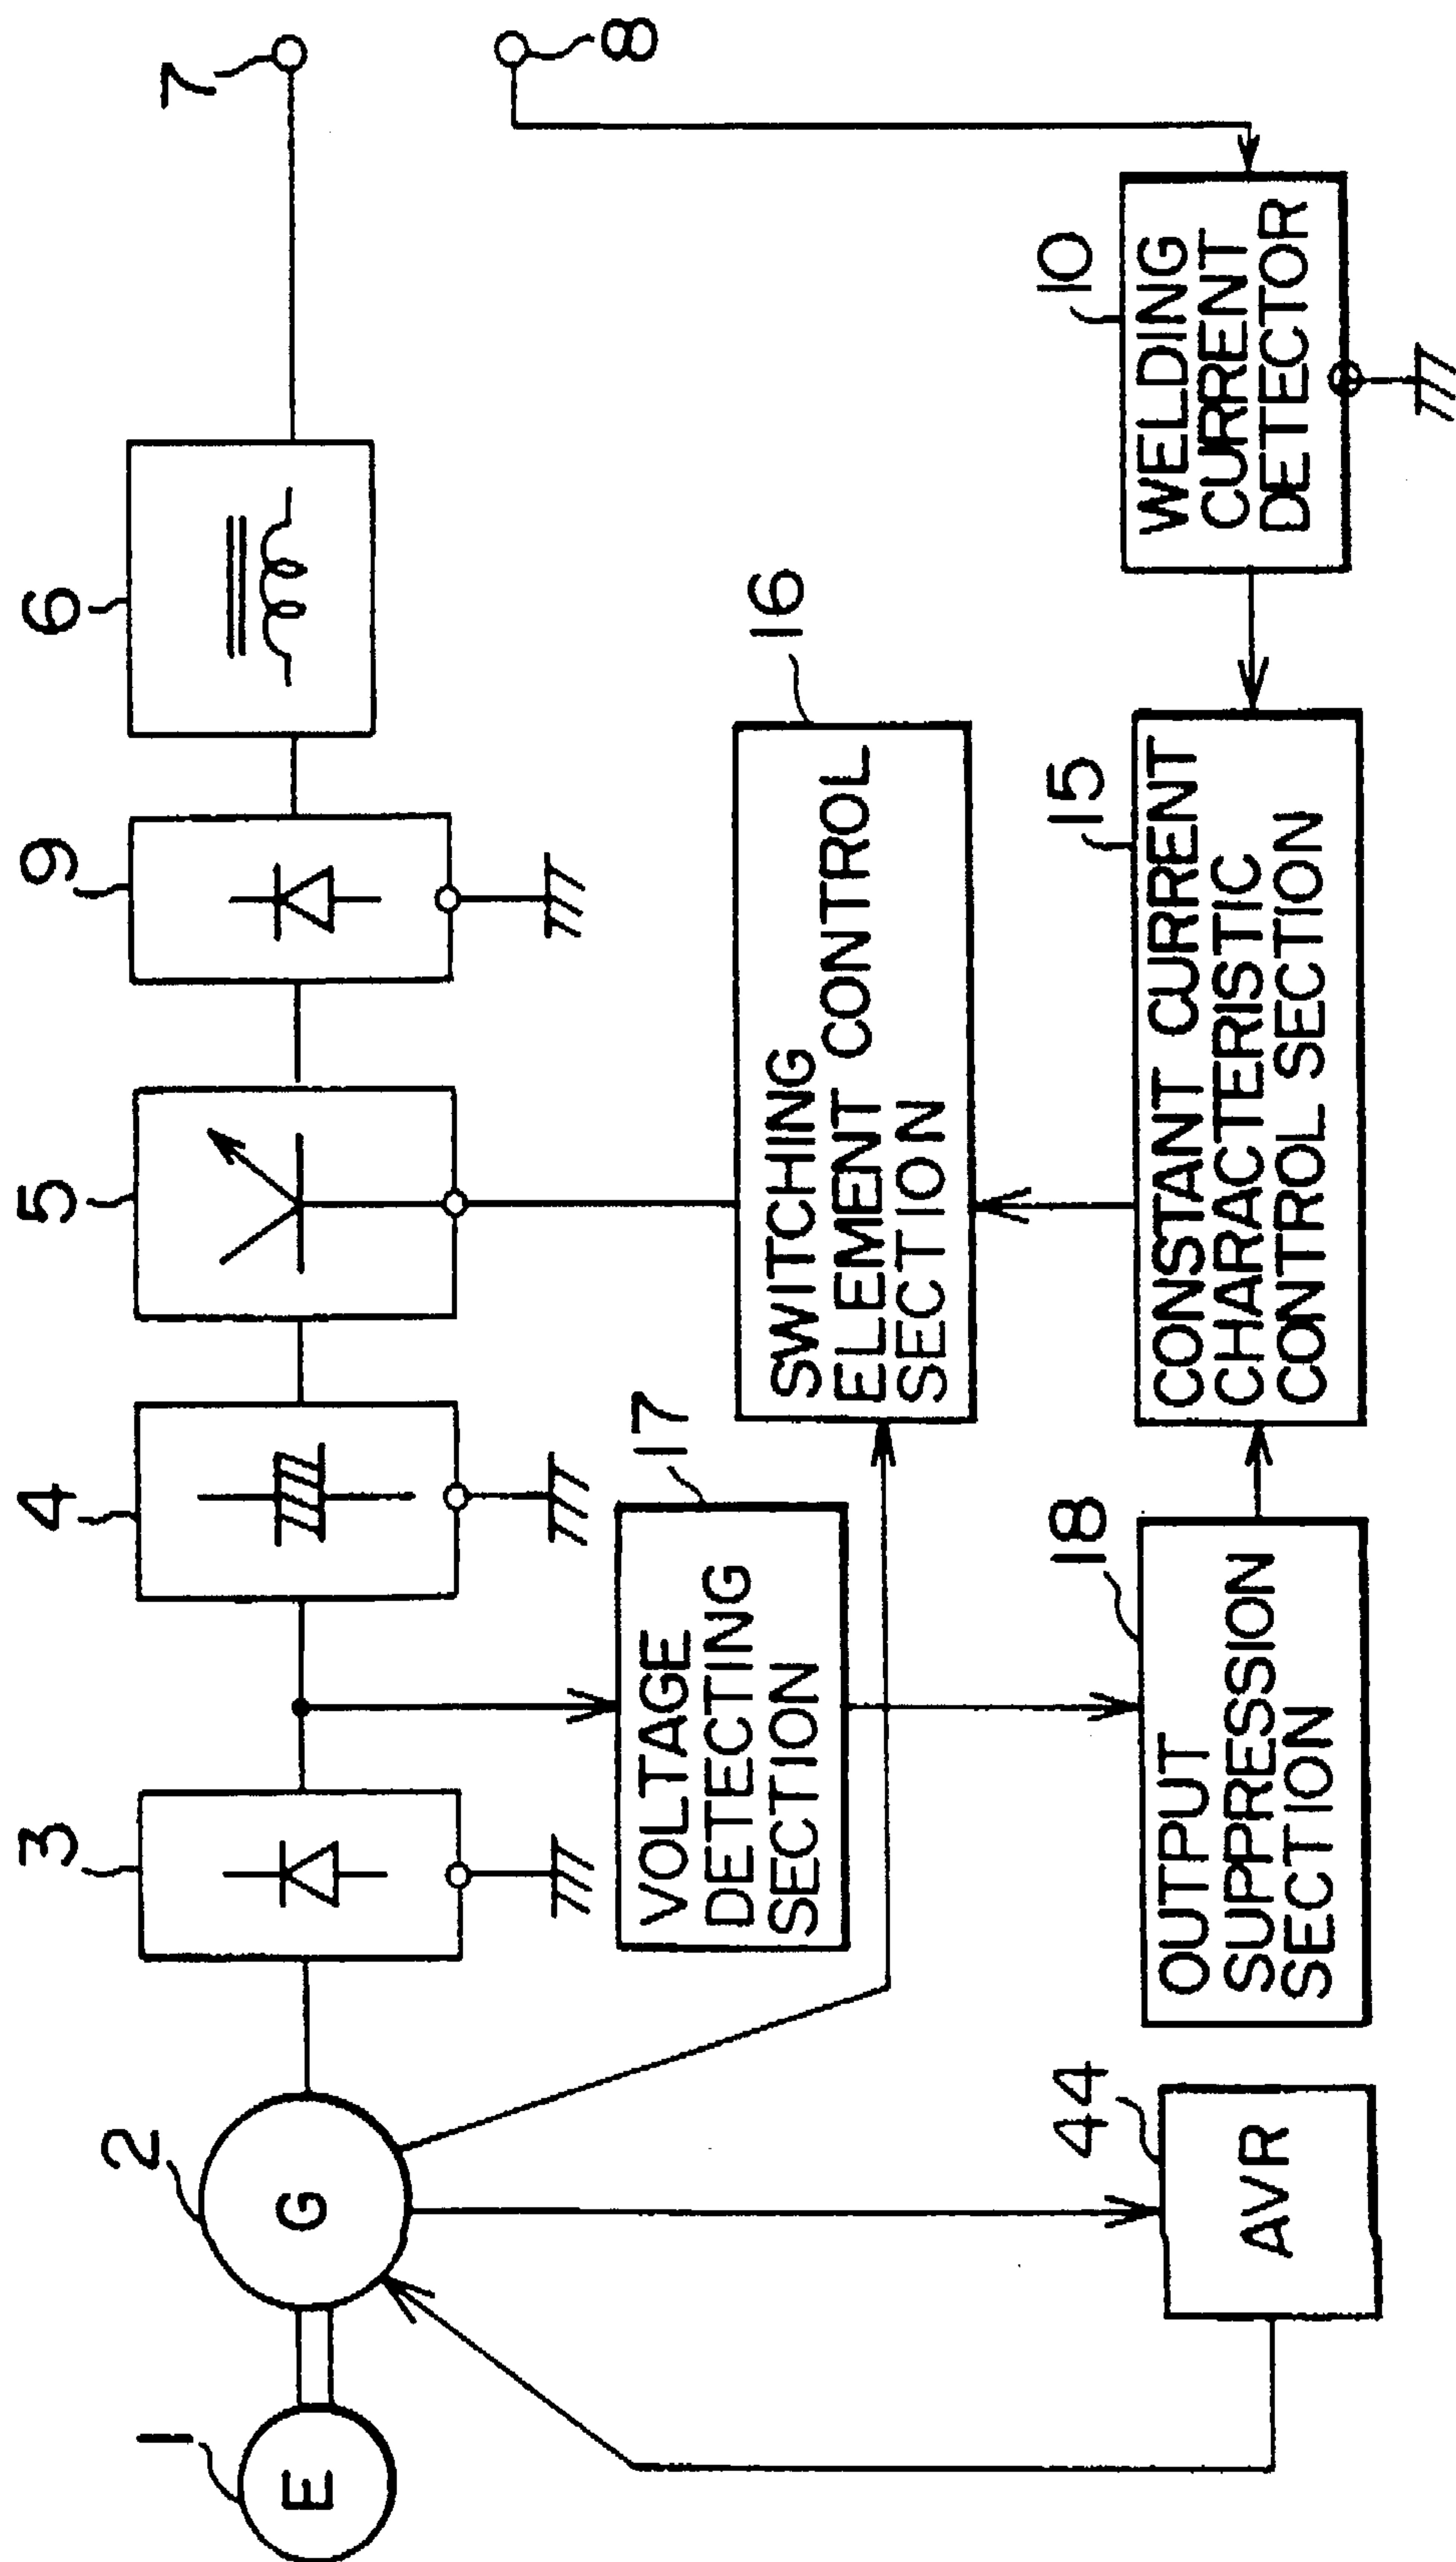 1
E
2
G
3
4
5
9
6
7
8
VOLTAGE
DETECTING
SECTION
17
SWITCHING
ELEMENT CONTROL
SECTION
16
44
AVR
OUTPUT
SUPPRESSION
SECTION
18
CONSTANT CURRENT
CHARACTERISTIC
CONTROL SECTION
15
WELDING
CURRENT
DETECTOR
10